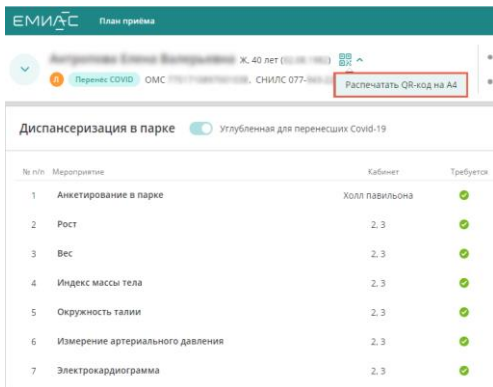 ЕМИАС План приёма
Ж, 40 лет
Л Перенёс COVID ОМС , СНИЛС 077-
Распечатать QR-код на А4
Диспансеризация в парке Углубленная для перенесших Covid-19
№ п/п Мероприятие Кабинет Требуется
1 Анкетирование в парке Холл павильона
2 Рост 2, 3
3 Вес 2, 3
4 Индекс массы тела 2, 3
5 Окружность талии 2, 3
6 Измерение артериального давления 2, 3
7 Электрокардиограмма 2, 3